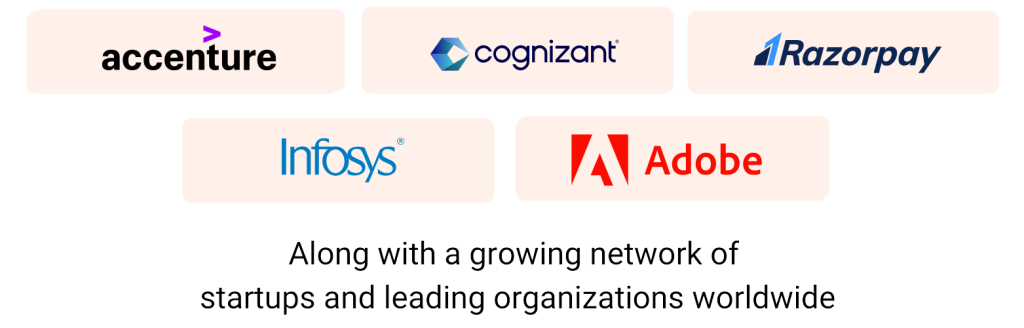 accenture
cognizant
Razorpay
Infosys®
Adobe
Along with a growing network of
startups and leading organizations worldwide